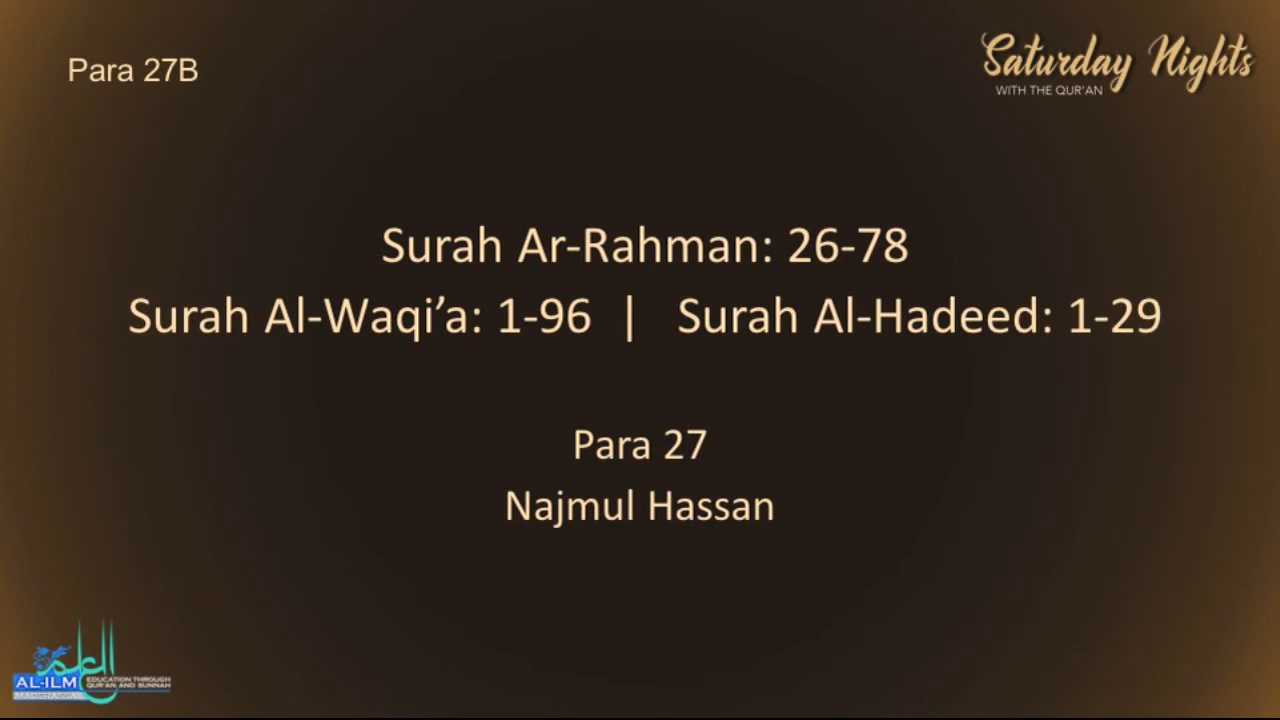 Para 27B
Saturday Nights
WITH THE QUR'AN
Surah Ar-Rahman: 26-78
Surah Al-Waqi’a: 1-96 | Surah Al-Hadeed: 1-29
Para 27
Najmul Hassan
العلم
AL-ILM
EDUCATION THROUGH
QUR'AN AND SUNNAH